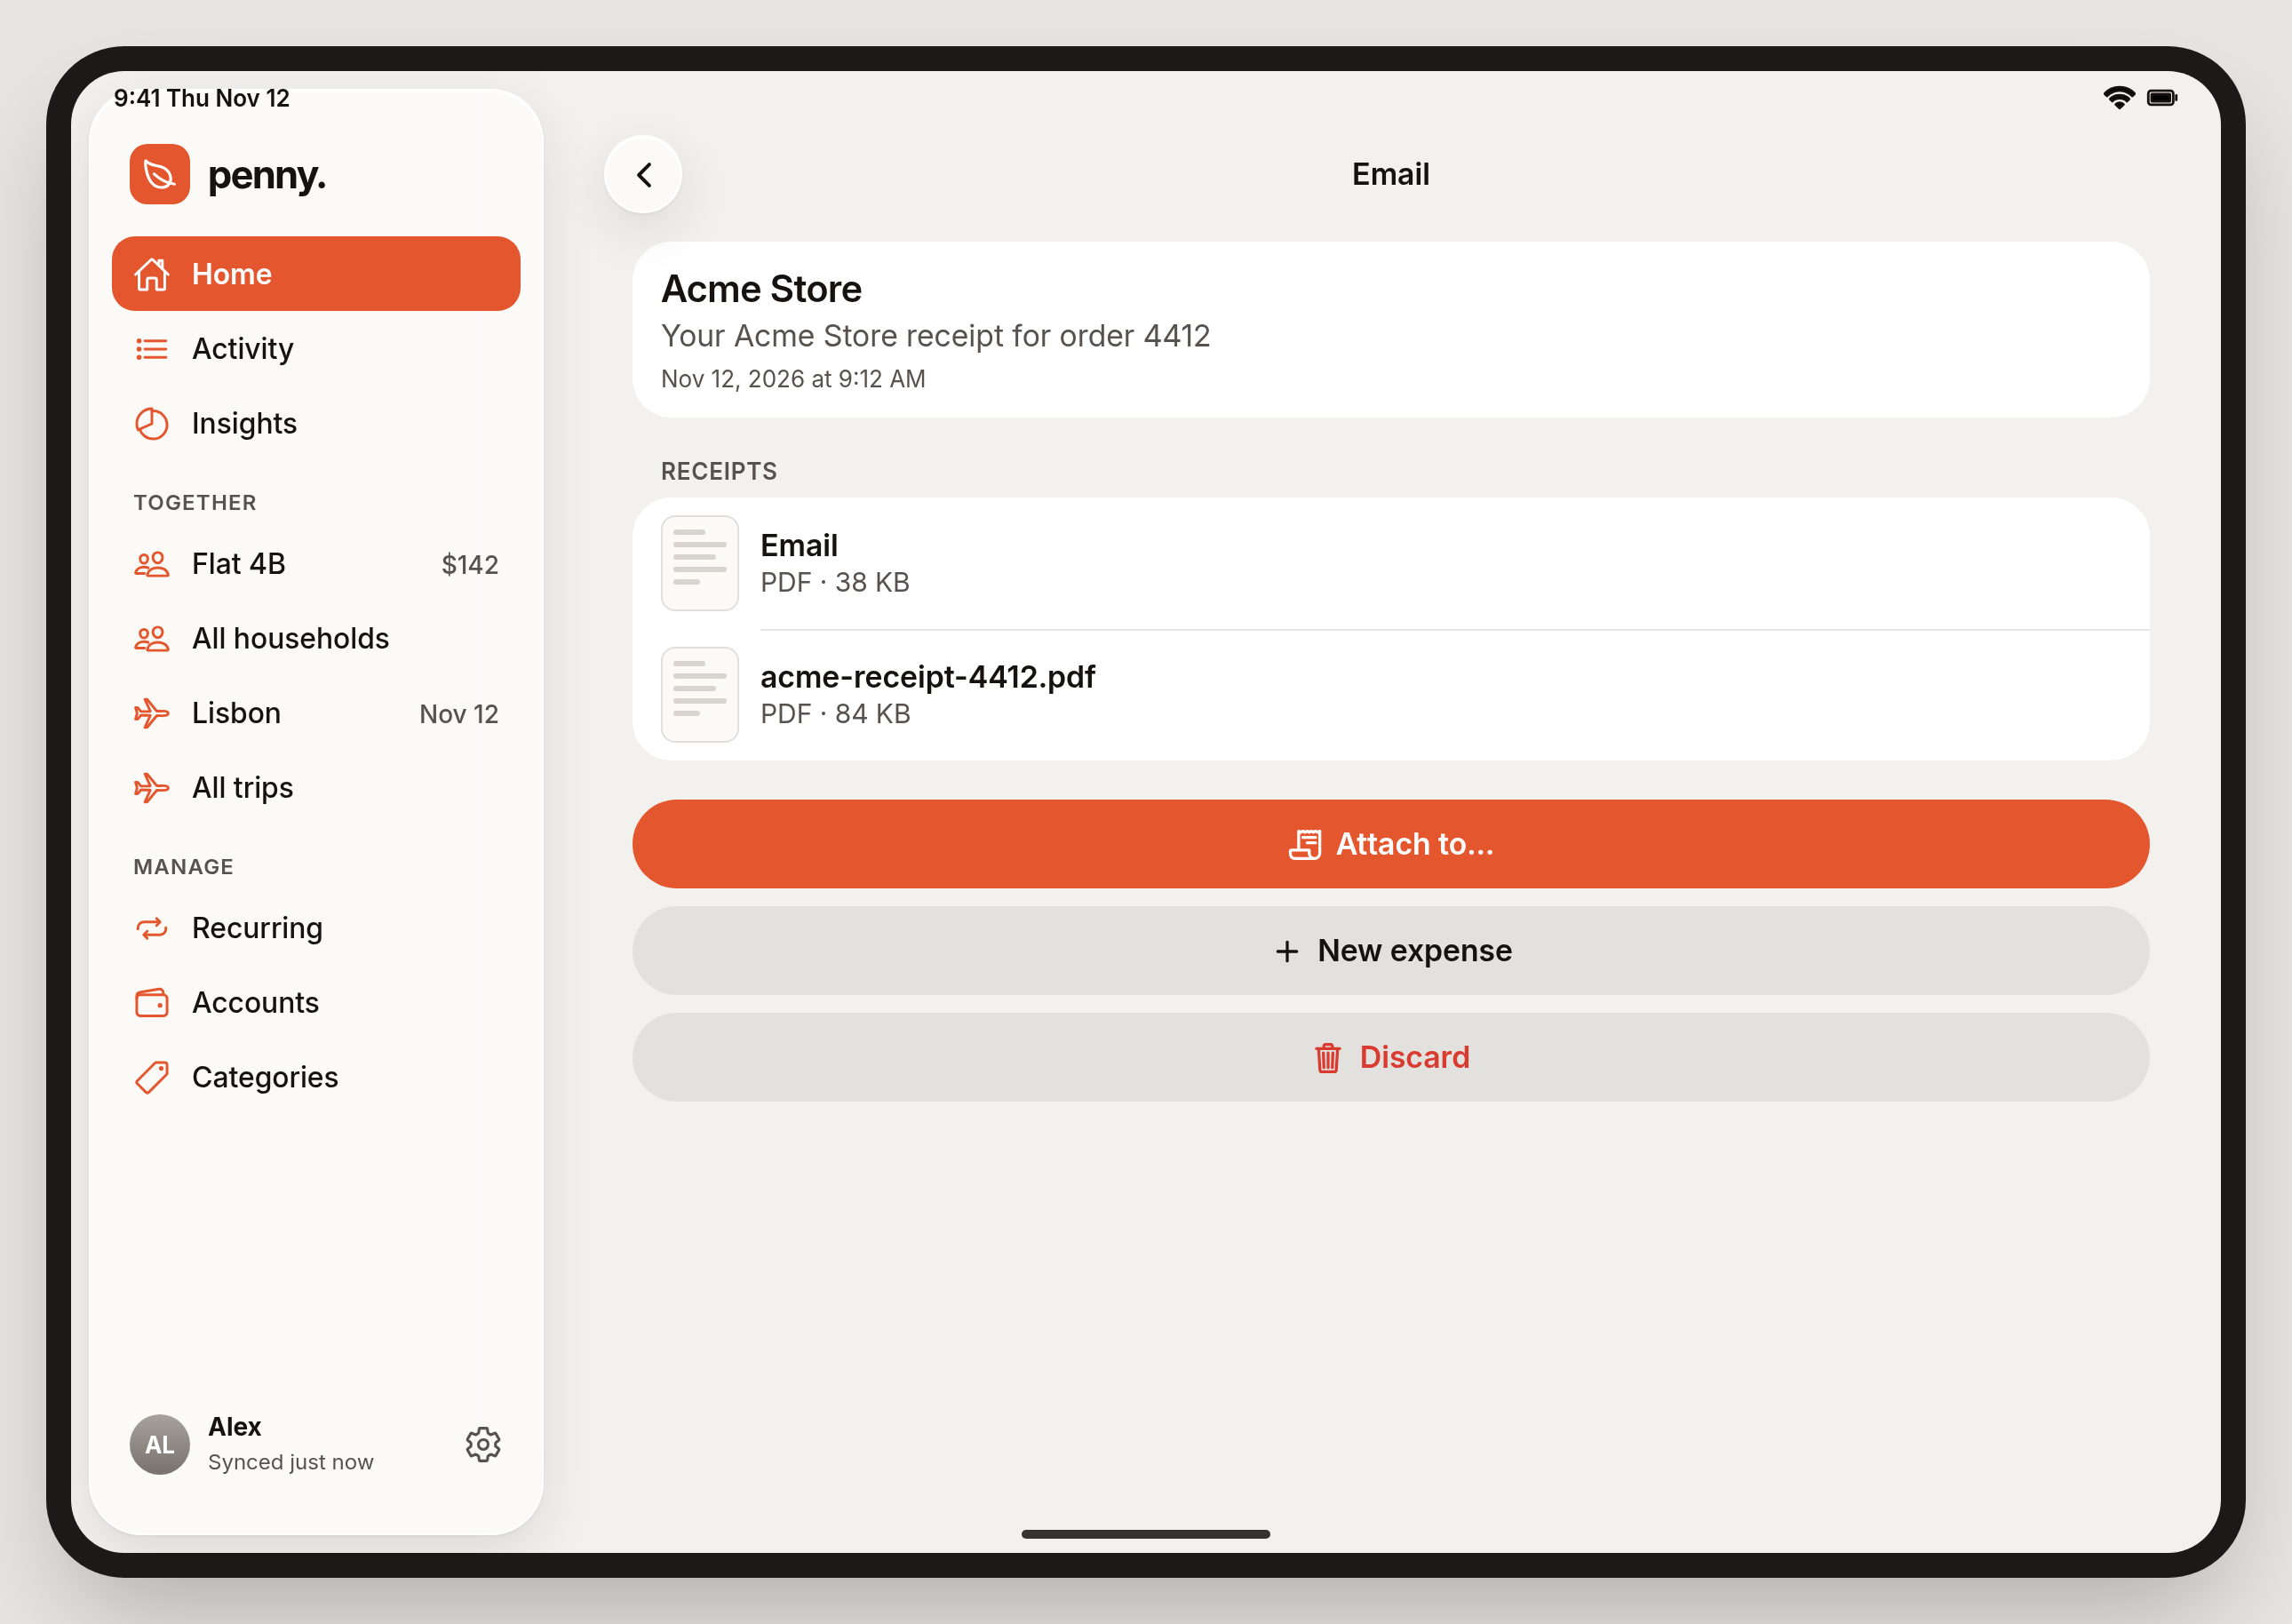 9:41 Thu Nov 12
penny.
Home
Activity
Insights
TOGETHER
Flat 4B $142
All households
Lisbon Nov 12
All trips
MANAGE
Recurring
Accounts
Categories
AL
Alex
Synced just now
Email
Acme Store
Your Acme Store receipt for order 4412
Nov 12, 2026 at 9:12 AM
RECEIPTS
Email
PDF · 38 KB
acme-receipt-4412.pdf
PDF · 84 KB
Attach to...
New expense
Discard